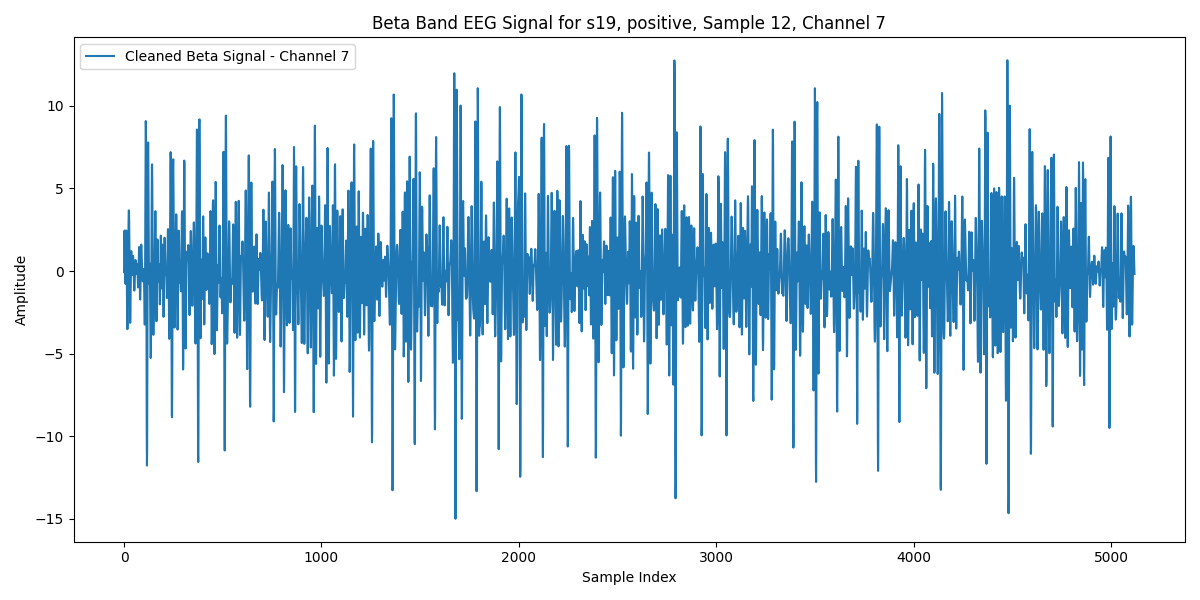 Beta Band EEG Signal for s19, positive, Sample 12, Channel 7
Cleaned Beta Signal - Channel 7
Amplitude
10
5
0
−5
−10
−15
0 1000 2000 3000 4000 5000
Sample Index